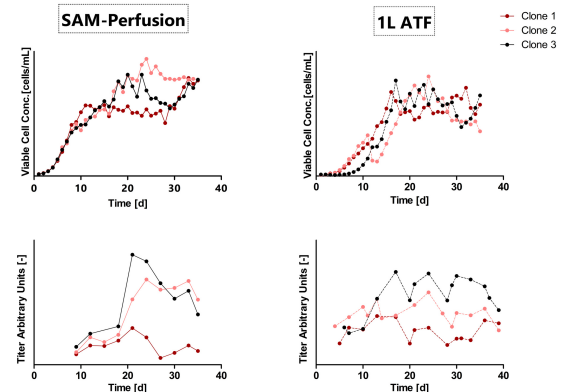 SAM-Perfusion
1L ATF
Clone 1
Clone 2
Clone 3
Viable Cell Conc.[cells/mL]
0 10 20 30 40
Time [d]
Viable Cell Conc.[cells/mL]
0 10 20 30 40
Time [d]
Titer Arbitrary Units [-]
0 10 20 30 40
Time [d]
Titer Arbitrary Units [-]
0 10 20 30 40
Time [d]